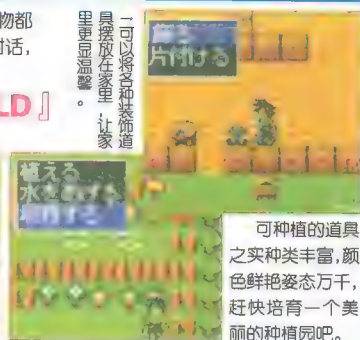 物都
对话,
LD』
一可以将各种装饰道
具摆放在家里,让家
里更显温馨。
片付ける
植える
水を
可种植的道具
之实种类丰富,颜
色鲜艳姿态万千,
赶快培育一个美
丽的种植园吧。